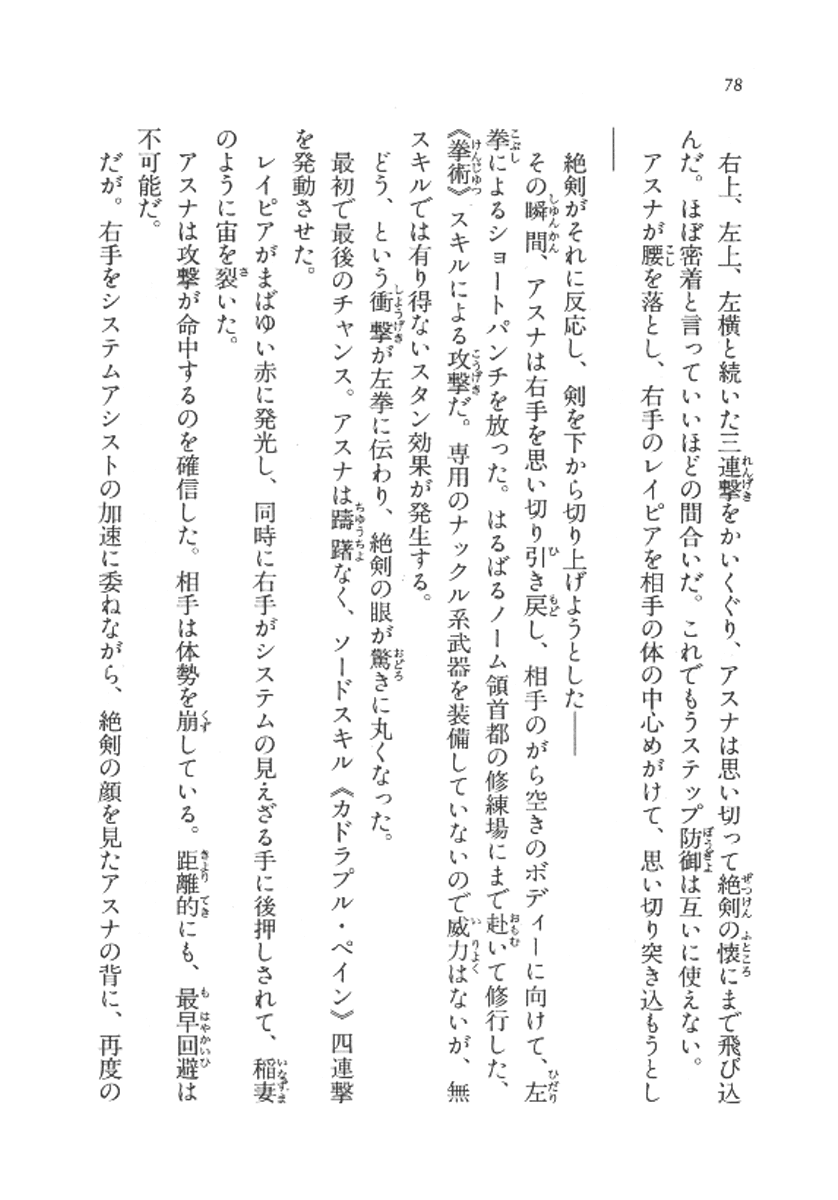 78
右上、左上、左横と続いた三連撃をかいくぐり、アスナは思い切って絶剣の懐にまで飛び込
んだ。ほぼ密着と言っていいほどの間合いだ。これでもうステップ防御は互いに使えない。
アスナが腰を落とし、右手のレイピアを相手の体の中心めがけて、思い切り突き込もうとし
――
絶剣がそれに反応し、剣を下から切り上げようとした――
その瞬間、アスナは右手を思い切り引き戻し、相手のがら空きのボディーに向けて、左
拳によるショートパンチを放った。はるばるノーム領首都の修練場にまで赴いて修行した、
《拳術》スキルによる攻撃だ。専用のナックル系武器を装備していないので威力はないが、無
スキルでは有り得ないスタン効果が発生する。
どう、という衝撃が左拳に伝わり、絶剣の眼が驚きに丸くなった。
最初で最後のチャンス。アスナは躊躇なく、ソードスキル《カドラプル・ペイン》四連撃
を発動させた。
レイピアがまばゆい赤に発光し、同時に右手がシステムの見えざる手に後押しされて、稲妻
のように宙を裂いた。
アスナは攻撃が命中するのを確信した。相手は体勢を崩している。距離的にも、最早回避は
不可能だ。
だが。右手をシステムアシストの加速に委ねながら、絶剣の顔を見たアスナの背に、再度の